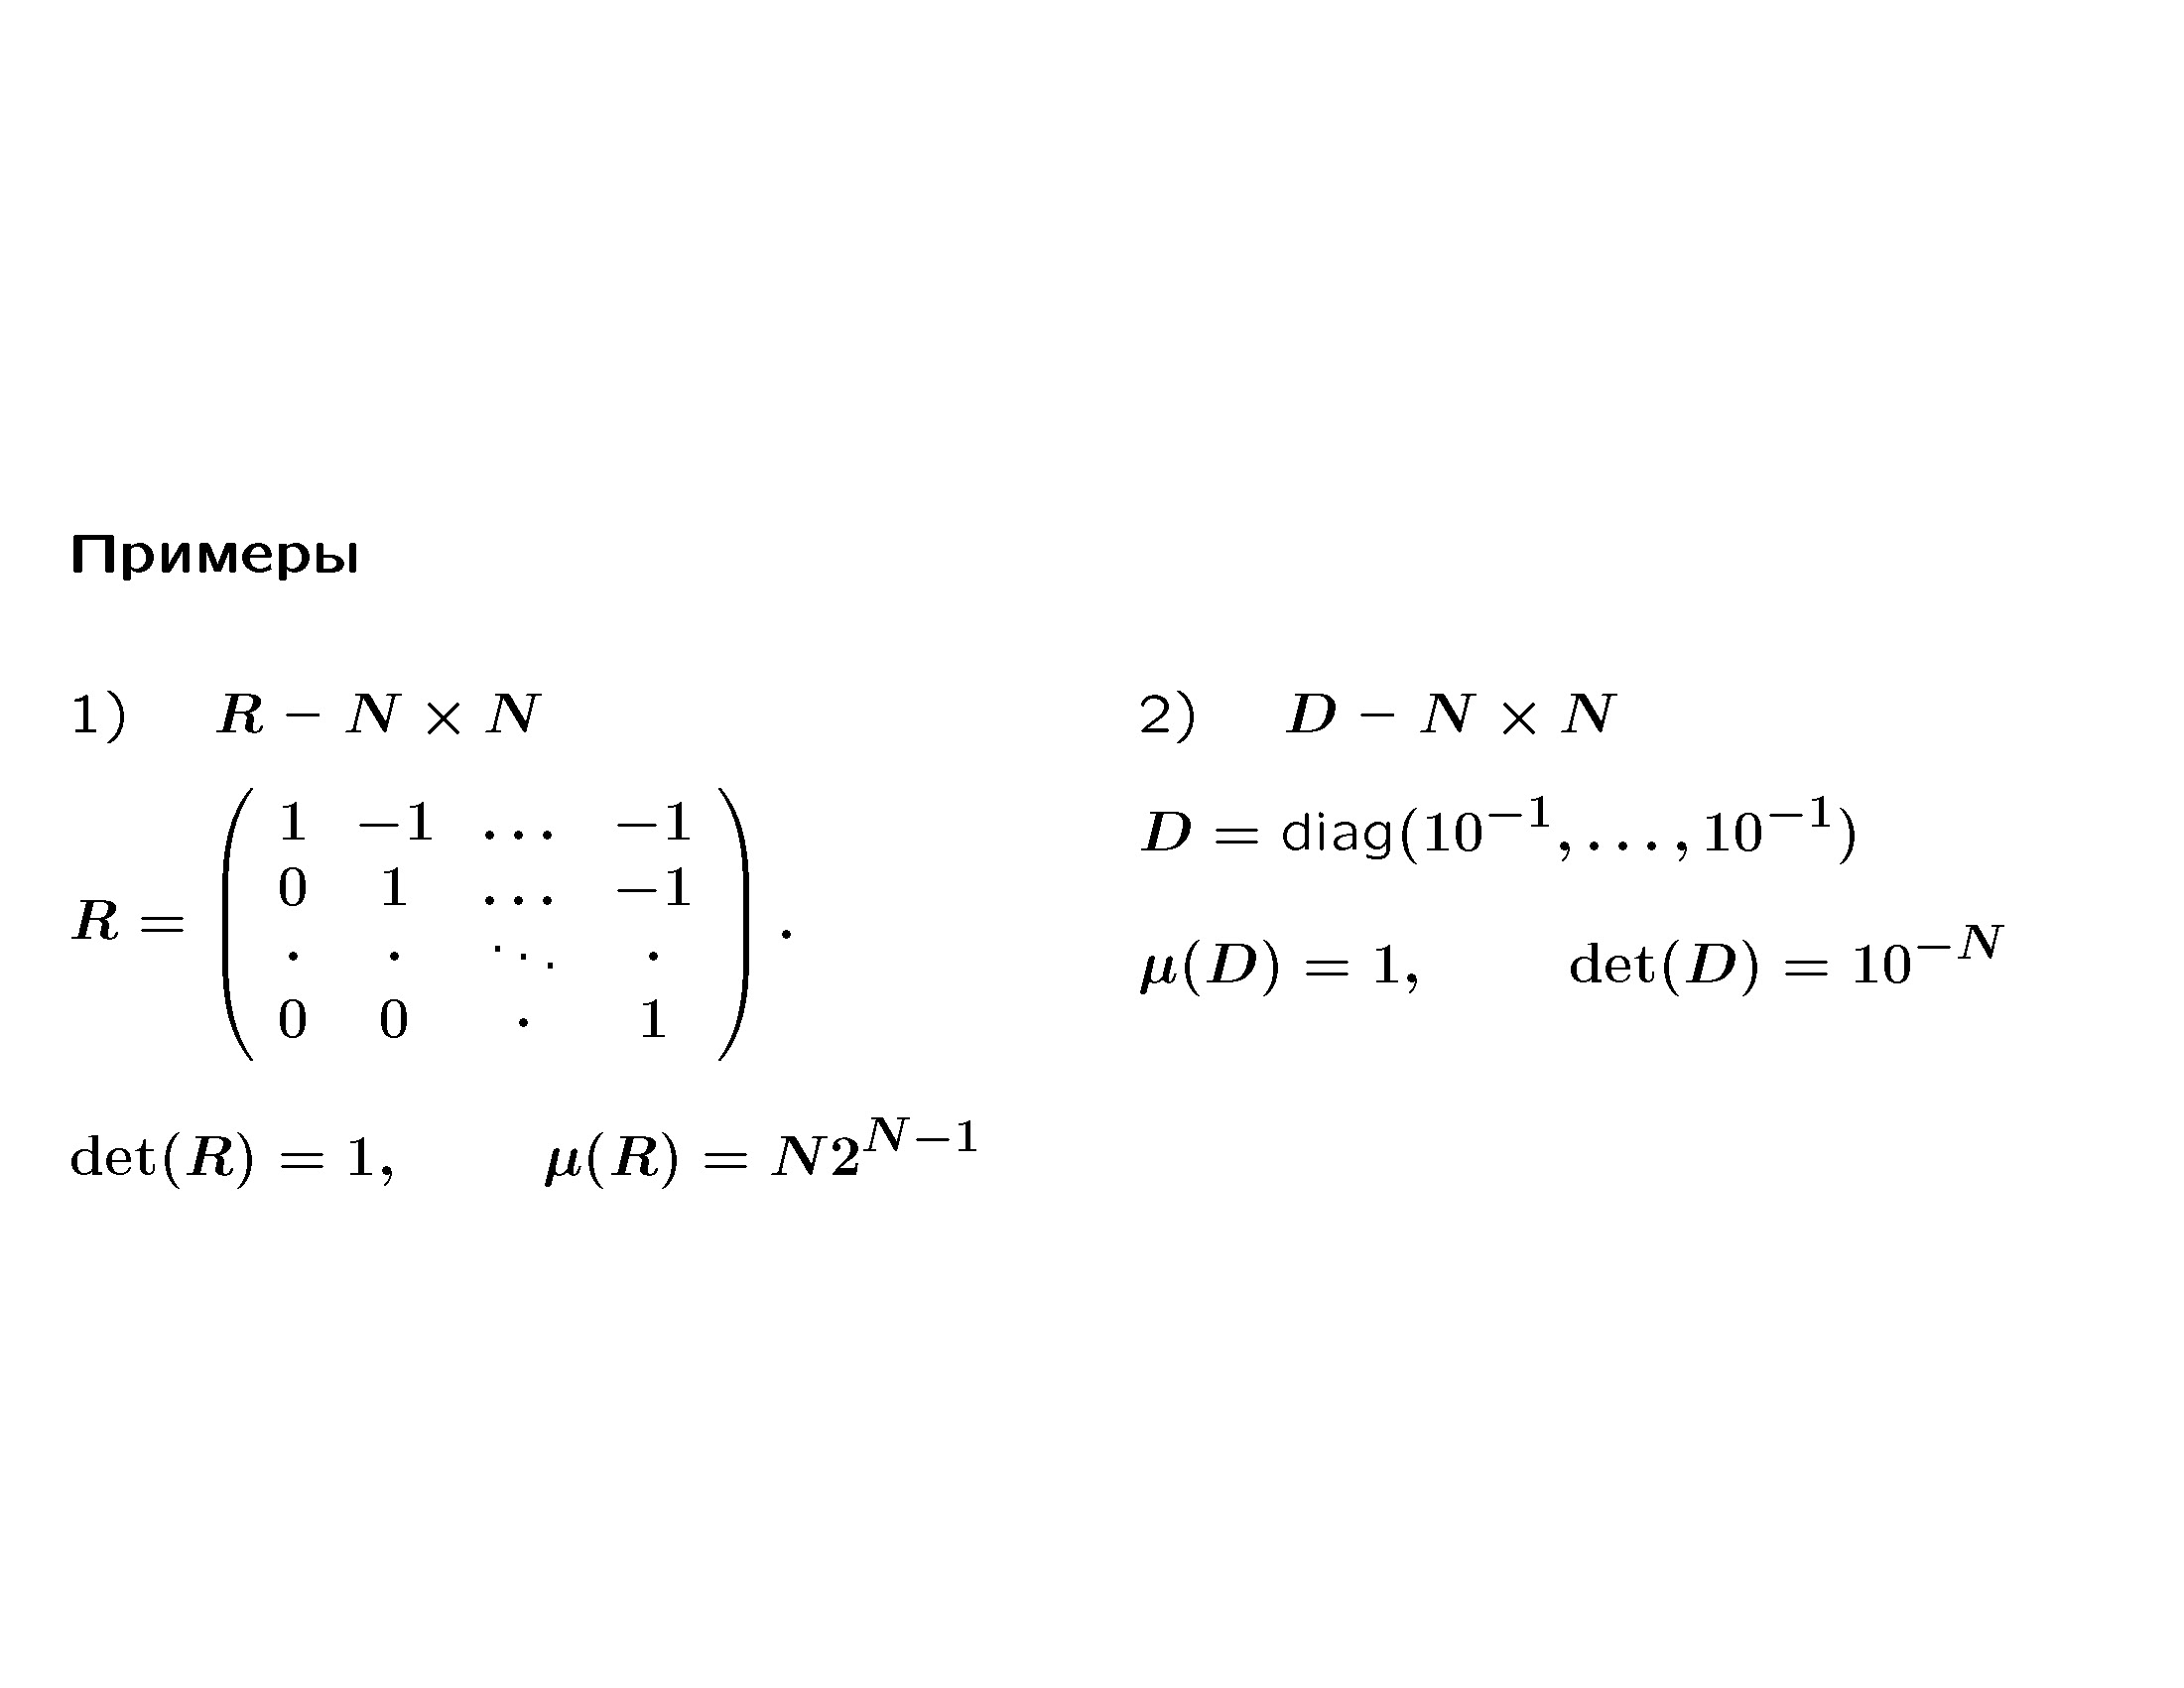 Примеры
1) R − N × N
R = ( 1 −1 … −1
0 1 … −1
· · ⋱ ·
0 0 · 1 ) .
det(R) = 1, μ(R) = N2^{N−1}
2) D − N × N
D = diag(10^{−1}, …, 10^{−1})
μ(D) = 1, det(D) = 10^{−N}